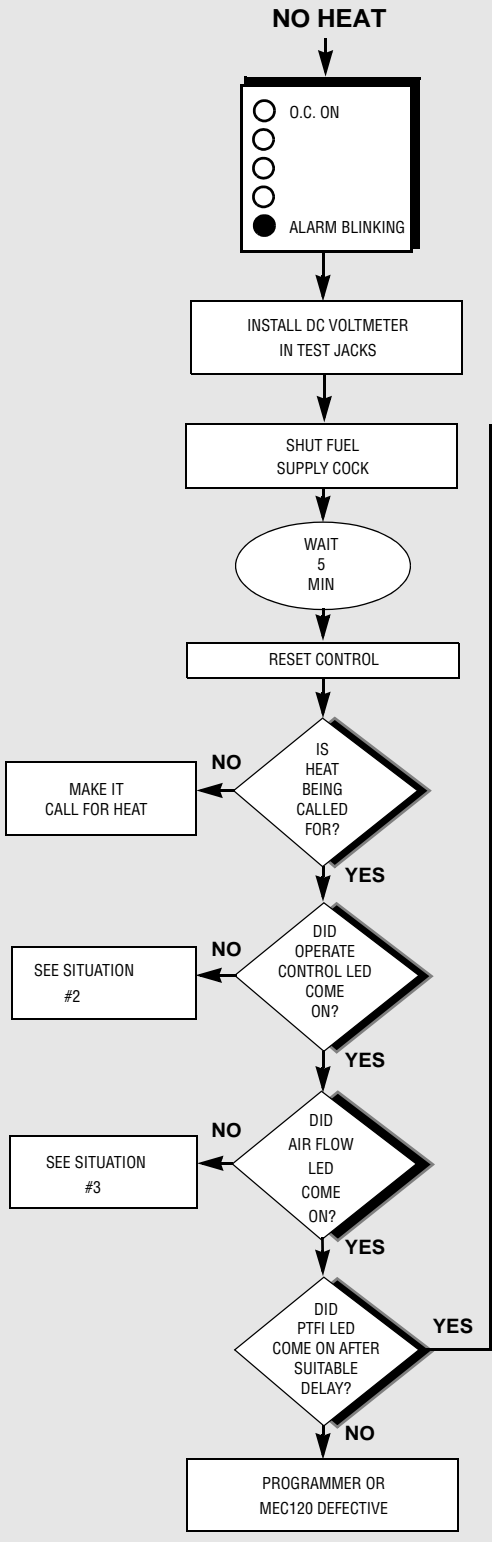 NO HEAT
O.C. ON
ALARM BLINKING
INSTALL DC VOLTMETER
IN TEST JACKS
SHUT FUEL
SUPPLY COCK
WAIT
5
MIN
RESET CONTROL
IS
HEAT
BEING
CALLED
FOR?
NO
MAKE IT
CALL FOR HEAT
YES
DID
OPERATE
CONTROL LED
COME
ON?
NO
SEE SITUATION
#2
YES
DID
AIR FLOW
LED
COME
ON?
NO
SEE SITUATION
#3
YES
DID
PTFI LED
COME ON AFTER
SUITABLE
DELAY?
YES
NO
PROGRAMMER OR
MEC120 DEFECTIVE